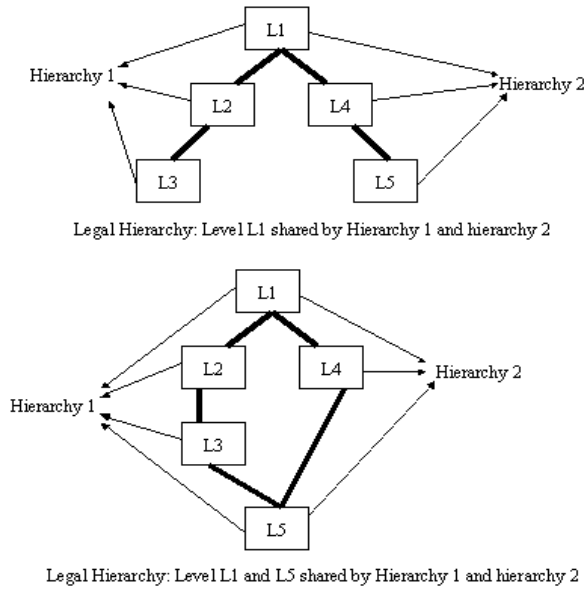 L1
Hierarchy 1
Hierarchy 2
L2
L4
L3
L5
Legal Hierarchy: Level L1 shared by Hierarchy 1 and hierarchy 2
L1
L2
L4
Hierarchy 2
Hierarchy 1
L3
L5
Legal Hierarchy: Level L1 and L5 shared by Hierarchy 1 and hierarchy 2